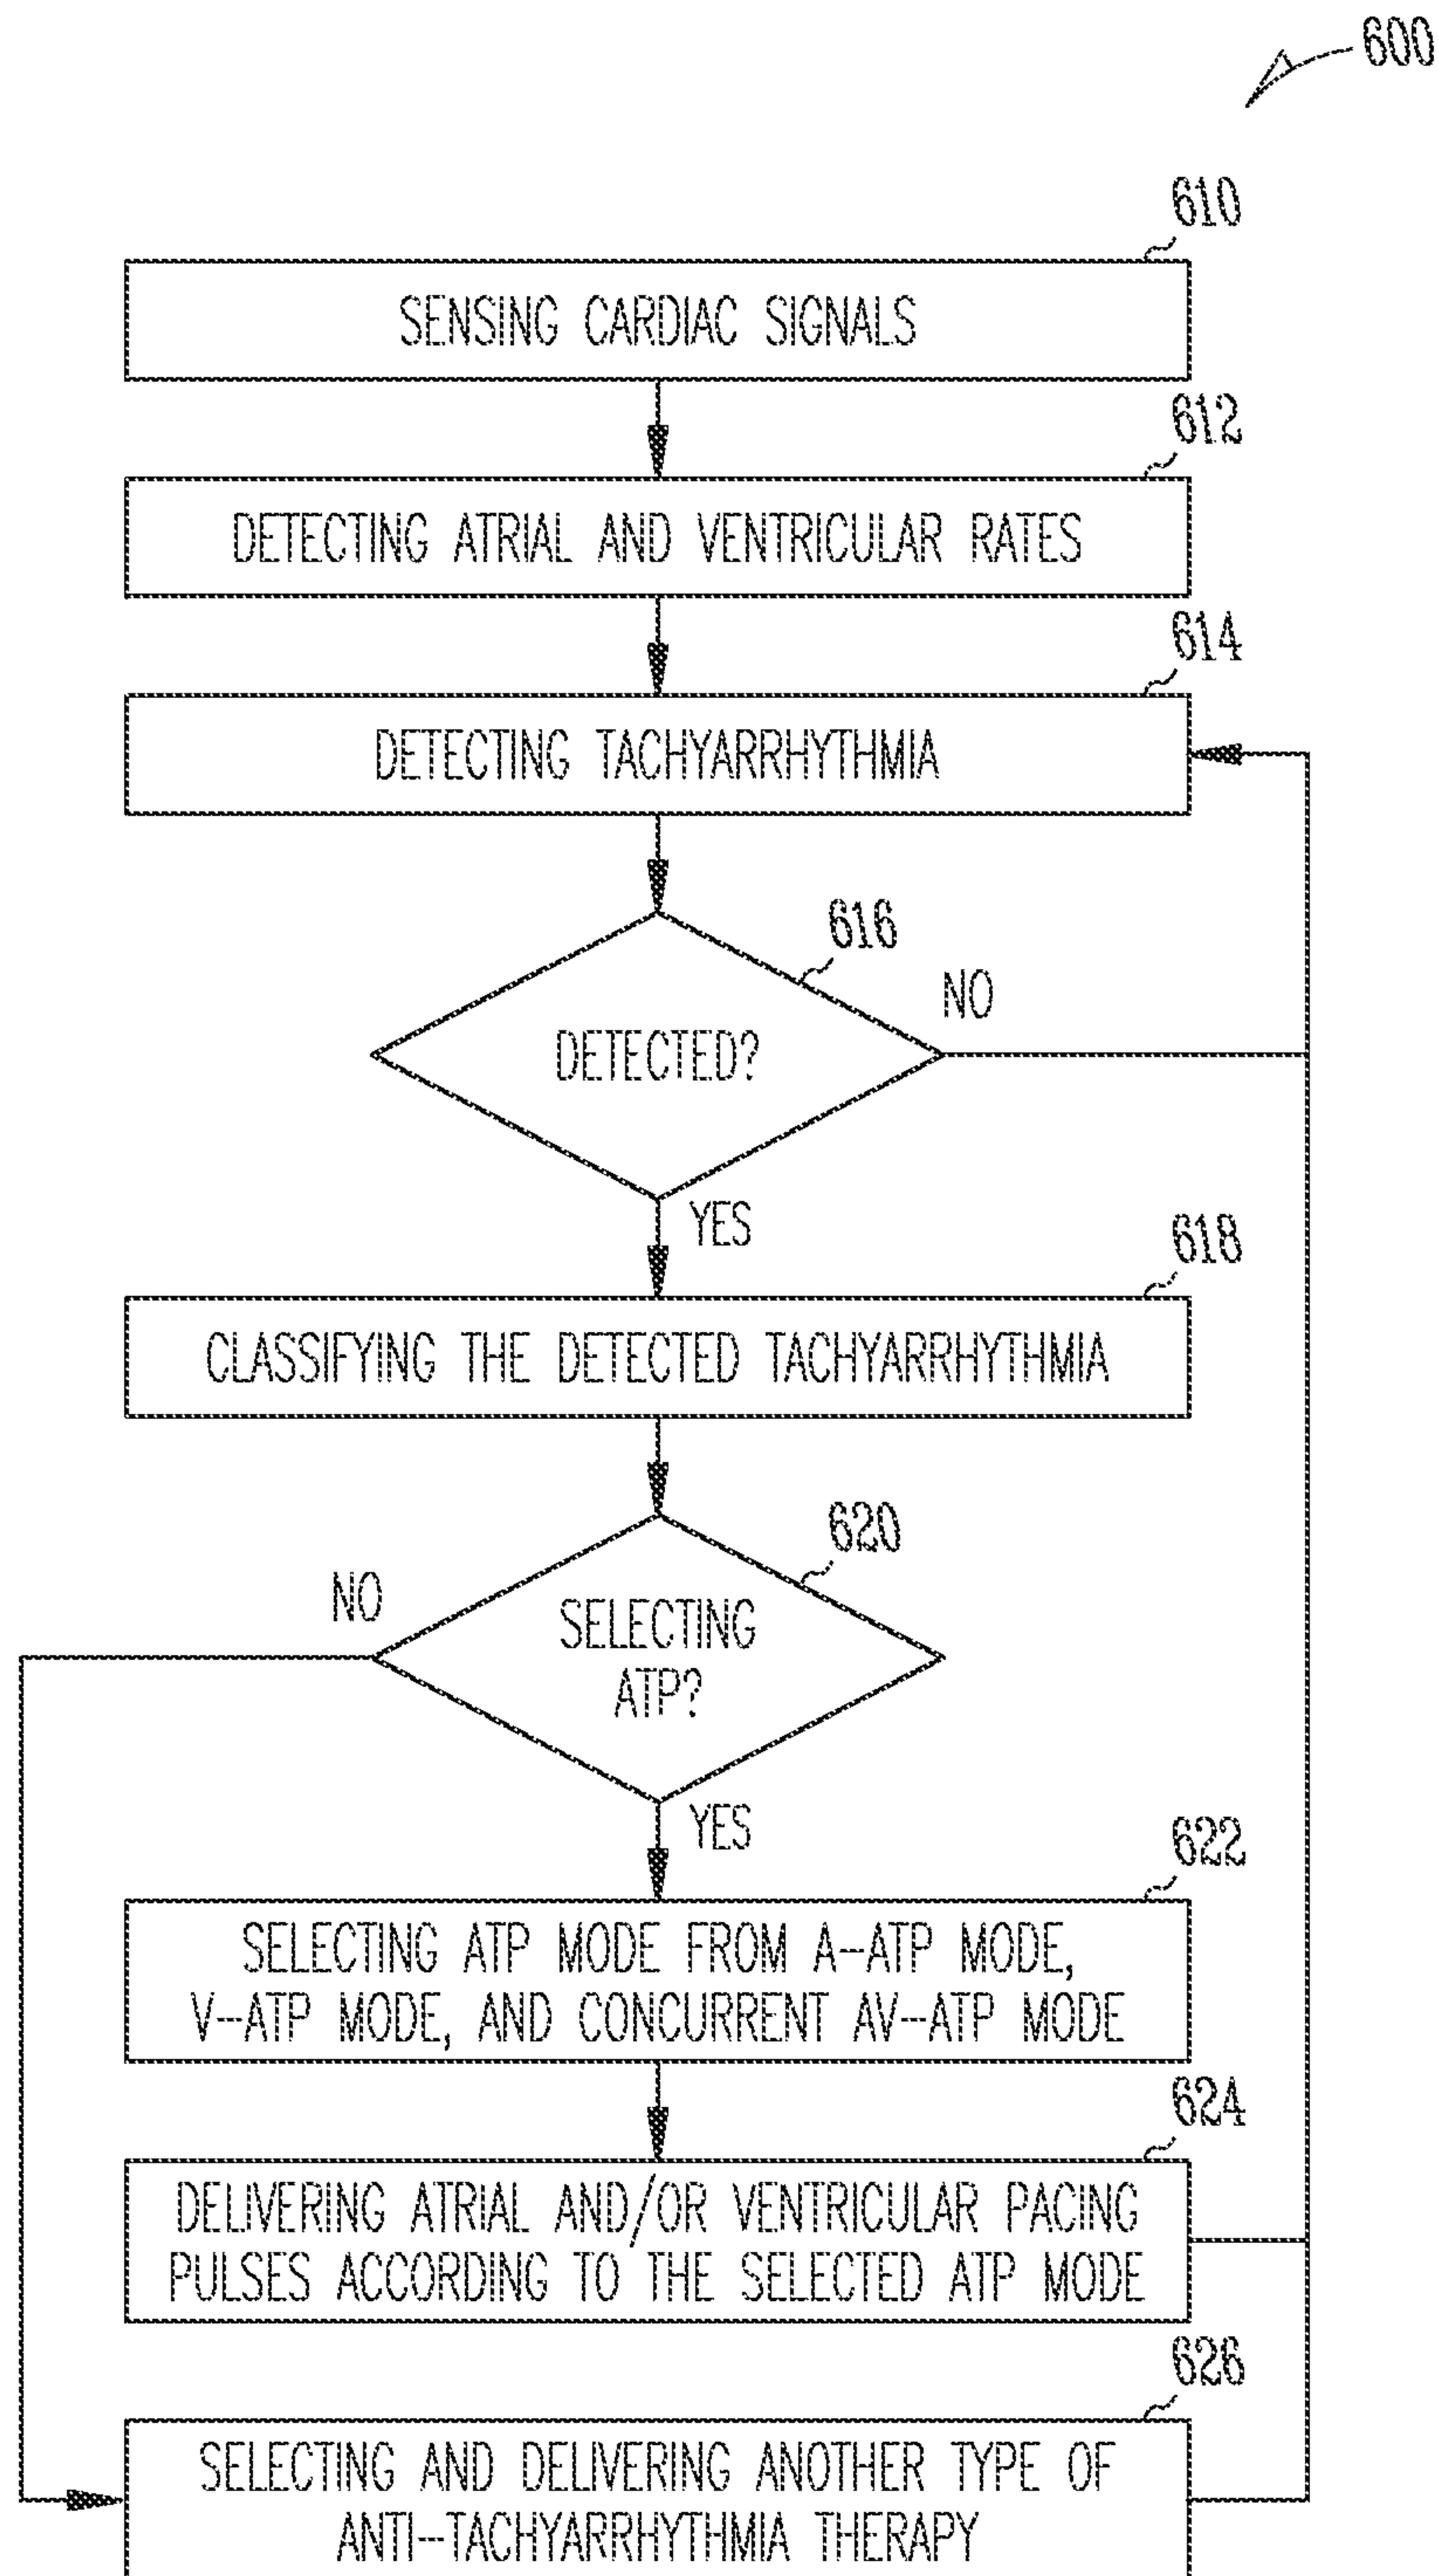 600
610
SENSING CARDIAC SIGNALS
612
DETECTING ATRIAL AND VENTRICULAR RATES
614
DETECTING TACHYARRHYTHMIA
616
NO
DETECTED?
YES
618
CLASSIFYING THE DETECTED TACHYARRHYTHMIA
620
NO
SELECTING
ATP?
YES
622
SELECTING ATP MODE FROM A--ATP MODE,
V--ATP MODE, AND CONCURRENT AV--ATP MODE
624
DELIVERING ATRIAL AND/OR VENTRICULAR PACING
PULSES ACCORDING TO THE SELECTED ATP MODE
626
SELECTING AND DELIVERING ANOTHER TYPE OF
ANTI--TACHYARRHYTHMIA THERAPY